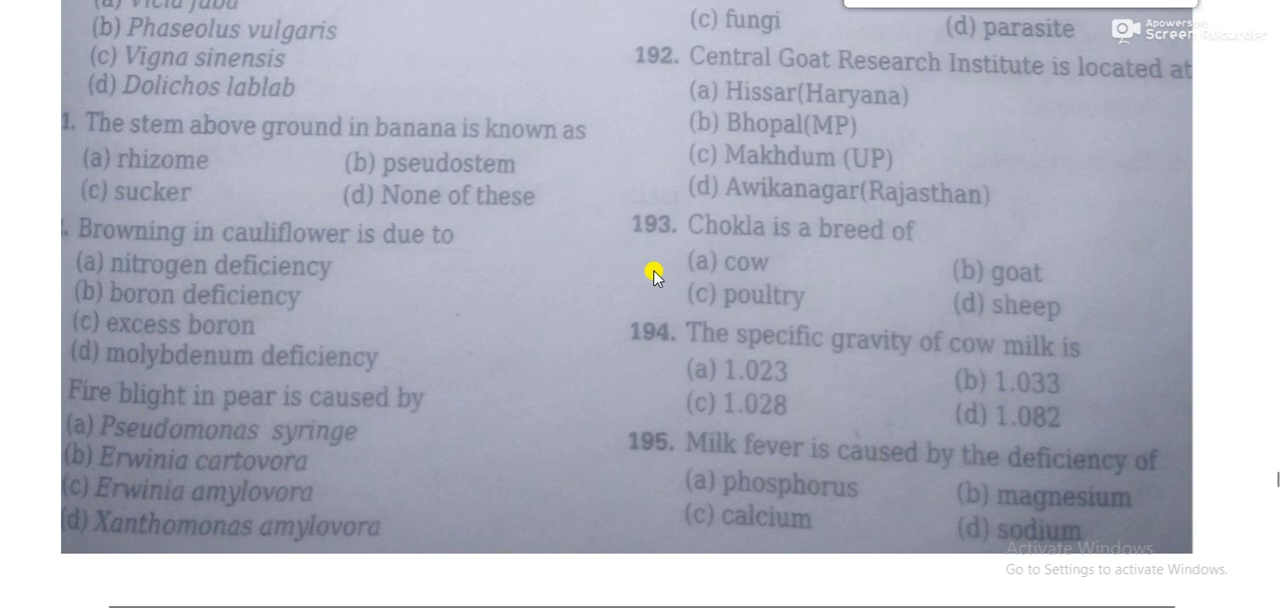 (a) Vicia faba
(b) Phaseolus vulgaris
(c) Vigna sinensis
(d) Dolichos lablab
1. The stem above ground in banana is known as
(a) rhizome (b) pseudostem
(c) sucker (d) None of these
. Browning in cauliflower is due to
(a) nitrogen deficiency
(b) boron deficiency
(c) excess boron
(d) molybdenum deficiency
Fire blight in pear is caused by
(a) Pseudomonas syringe
(b) Erwinia cartovora
(c) Erwinia amylovora
(d) Xanthomonas amylovora
(c) fungi (d) parasite
192. Central Goat Research Institute is located at
(a) Hissar(Haryana)
(b) Bhopal(MP)
(c) Makhdum (UP)
(d) Awikanagar(Rajasthan)
193. Chokla is a breed of
(a) cow (b) goat
(c) poultry (d) sheep
194. The specific gravity of cow milk is
(a) 1.023 (b) 1.033
(c) 1.028 (d) 1.082
195. Milk fever is caused by the deficiency of
(a) phosphorus (b) magnesium
(c) calcium (d) sodium
Apowersoft
Screen Recorder
Activate Windows
Go to Settings to activate Windows.